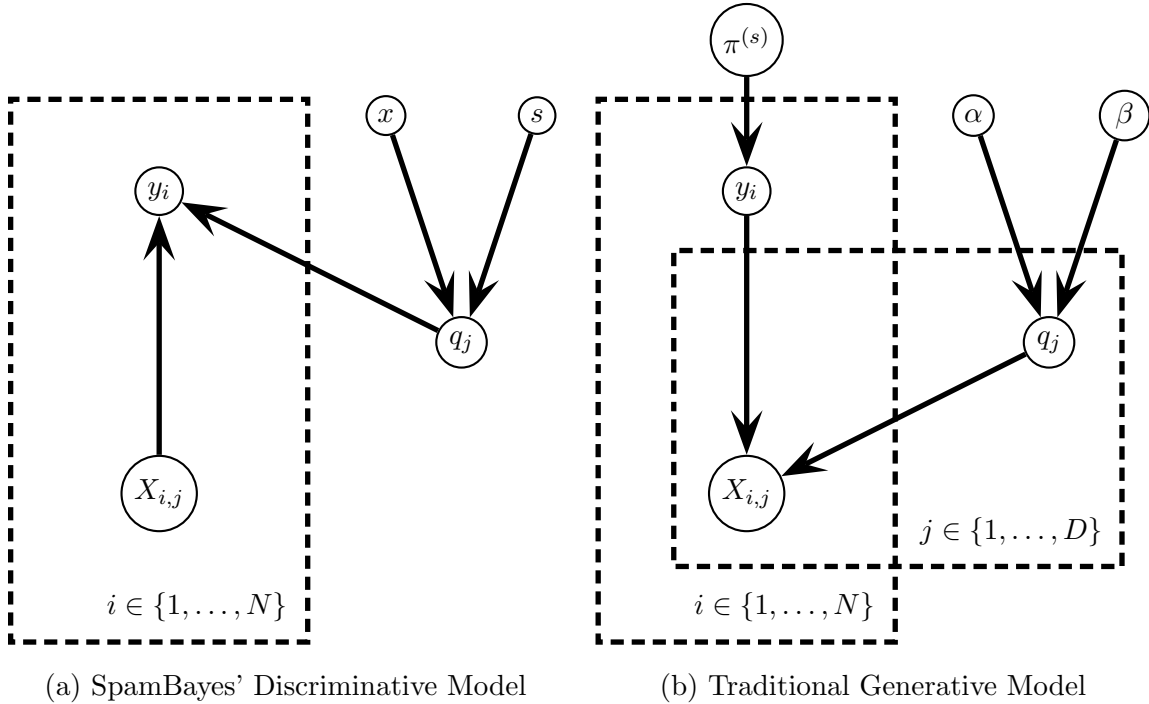 x
s
y_i
q_j
X_{i,j}
i ∈ {1, . . . , N}
(a) SpamBayes' Discriminative Model
π^{(s)}
α
β
y_i
q_j
X_{i,j}
j ∈ {1, . . . , D}
i ∈ {1, . . . , N}
(b) Traditional Generative Model